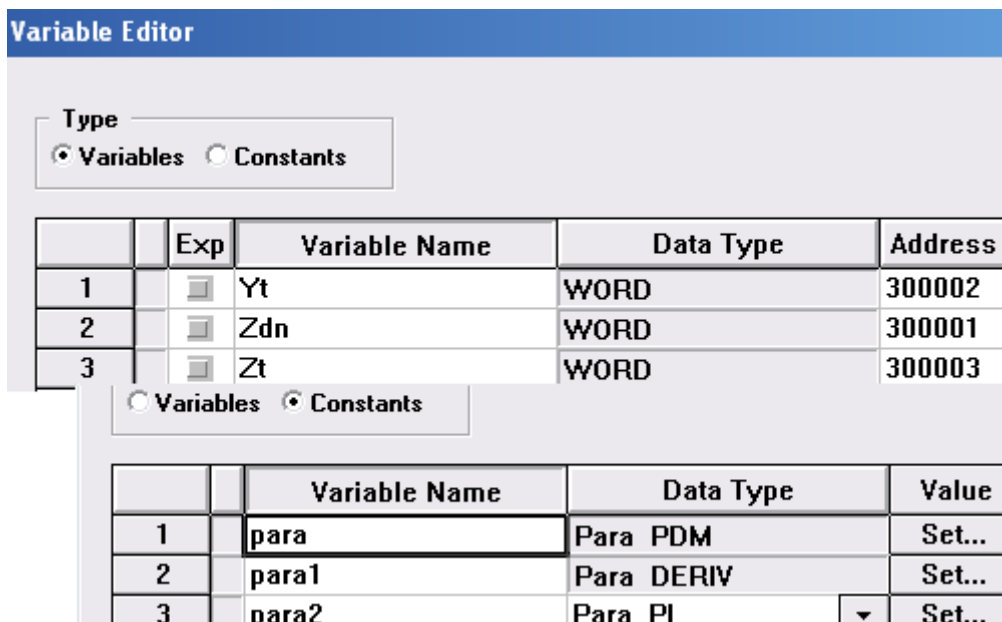 Variable Editor
Type
Variables Constants
Exp Variable Name Data Type Address
1 Yt WORD 300002
2 Zdn WORD 300001
3 Zt WORD 300003
Variables Constants
Variable Name Data Type Value
1 para Para PDM Set...
2 para1 Para DERIV Set...
3 para2 Para PI Set...